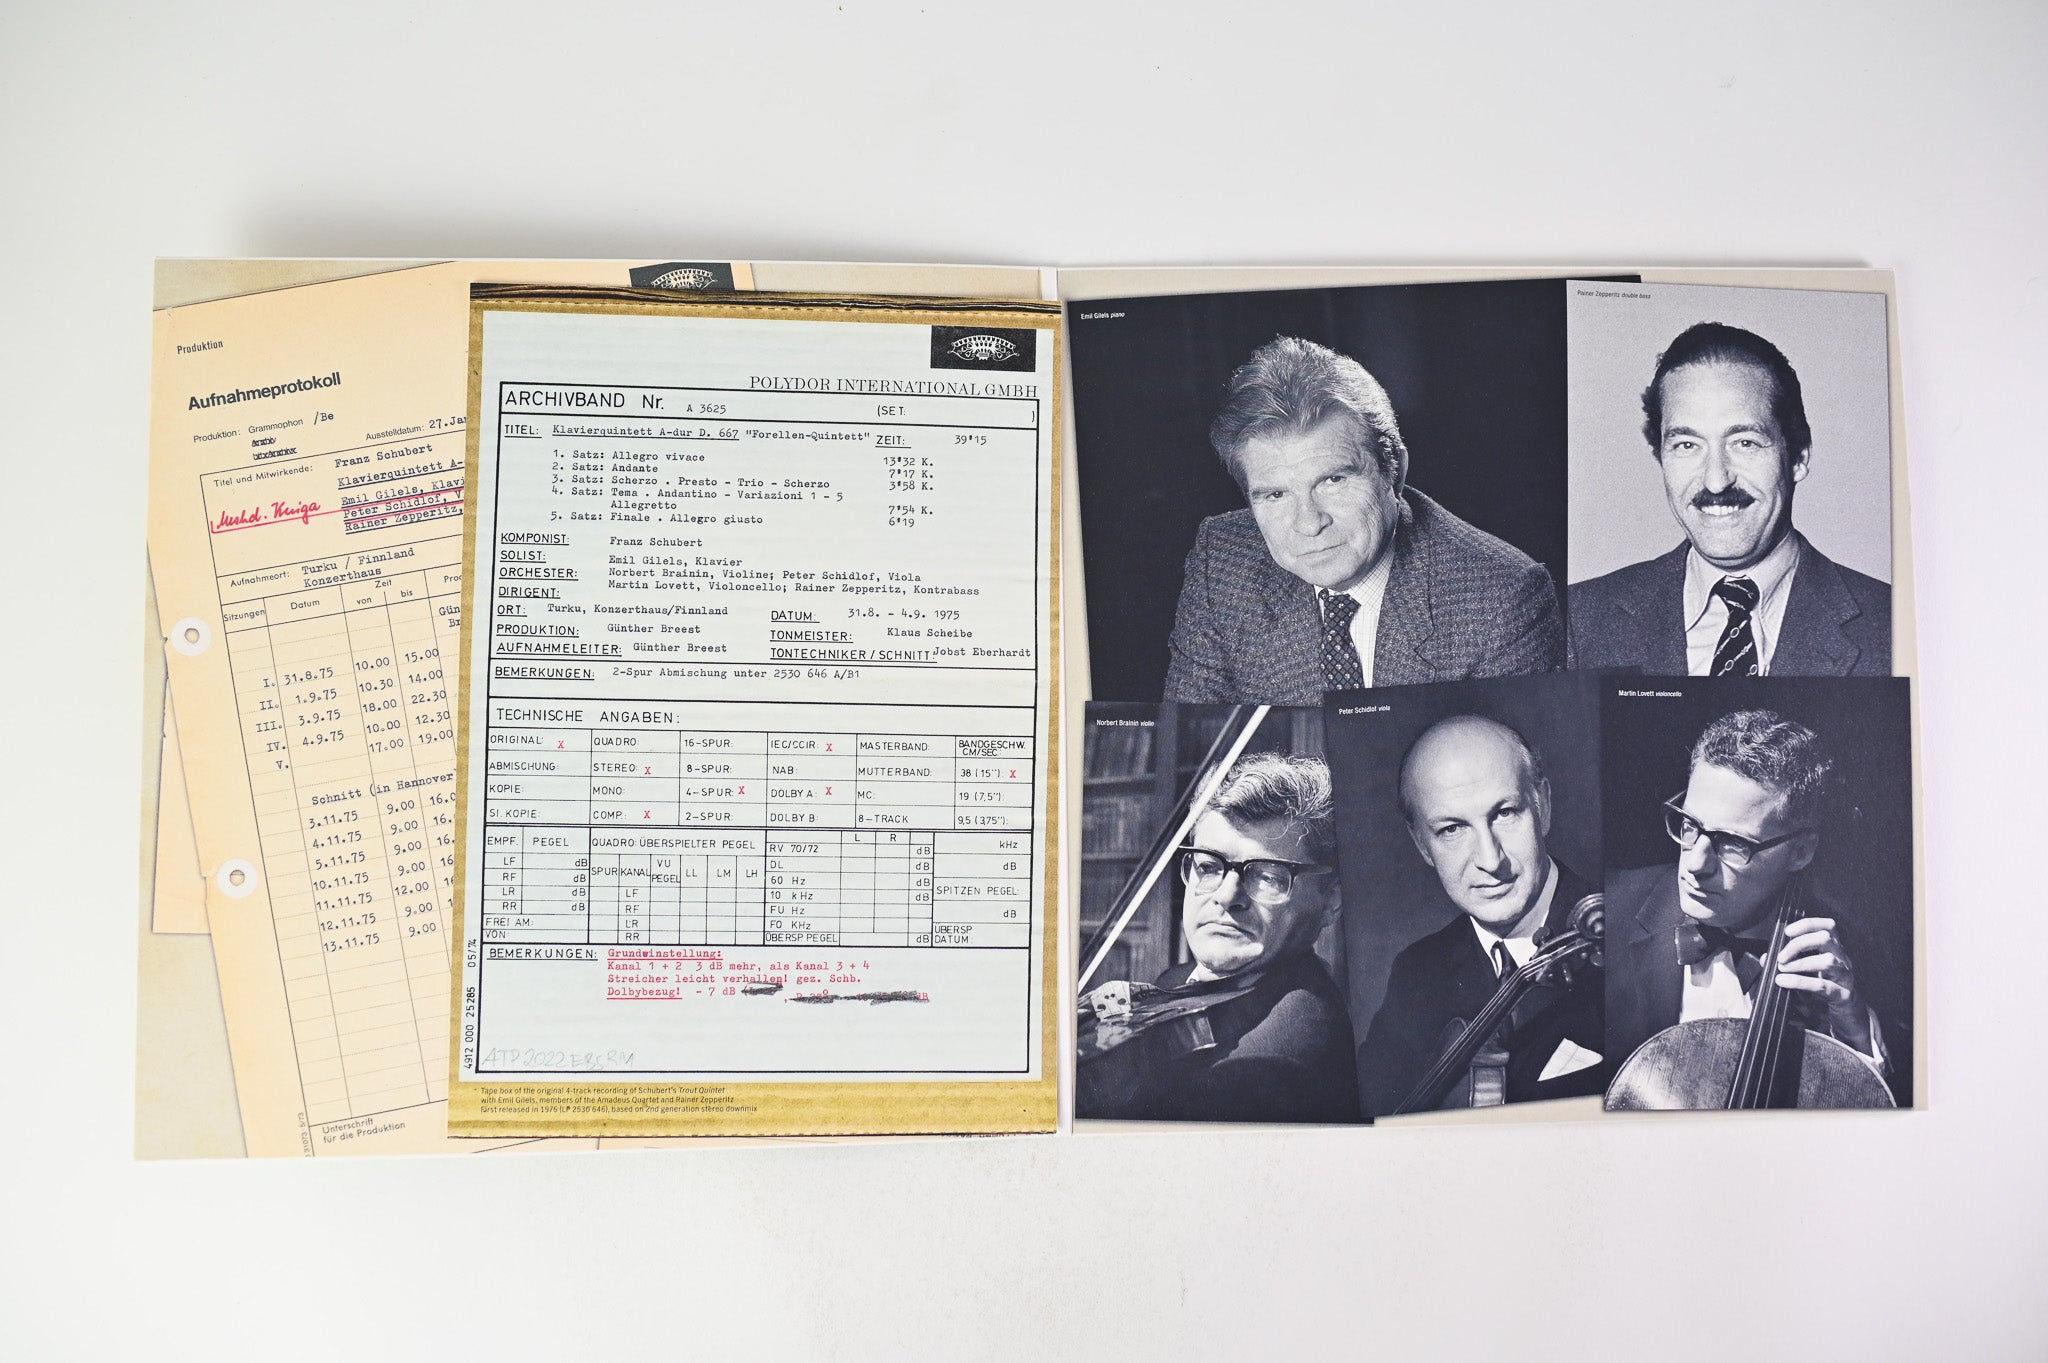 Produktion
Aufnahmeprotokoll
Produktion: Grammophon /Be
Ausstelldatum: 27.Jan
Titel und Mitwirkende:
Franz Schubert
Klavierquintett A-
Emil Gilels, Klavi
Peter Schidlof, V
Rainer Zepperitz,
Aufnahmeort: Turku / Finnland
Konzerthaus
Sitzungen
Datum
Zeit
von
bis
I. 31.8.75 10.00 15.00
II. 1.9.75 10.30 14.00
III. 3.9.75 18.00 22.30
IV. 4.9.75 10.00 12.30
V. 17.00 19.00
Schnitt (in Hannover)
3.11.75 9.00
4.11.75 9.00
5.11.75 9.00
10.11.75 9.00
11.11.75 12.00
12.11.75 9.00
13.11.75 9.00
Unterschrift
für die Produktion
POLYDOR INTERNATIONAL GMBH
ARCHIVBAND Nr. A 3625 (SET: )
TITEL: Klavierquintett A-dur D. 667 "Forellen-Quintett" ZEIT: 39'15
1. Satz: Allegro vivace 13'32 K.
2. Satz: Andante 7'17 K.
3. Satz: Scherzo . Presto - Trio - Scherzo 3'58 K.
4. Satz: Tema . Andantino - Variazioni 1 - 5
Allegretto 7'54 K.
5. Satz: Finale . Allegro giusto 6'19
KOMPONIST: Franz Schubert
SOLIST: Emil Gilels, Klavier
ORCHESTER: Norbert Brainin, Violine; Peter Schidlof, Viola
Martin Lovett, Violoncello; Rainer Zepperitz, Kontrabass
DIRIGENT:
ORT: Turku, Konzerthaus/Finnland DATUM: 31.8. - 4.9. 1975
PRODUKTION: Günther Breest TONMEISTER: Klaus Scheibe
AUFNAHMELEITER: Günther Breest TONTECHNIKER / SCHNITT: Jobst Eberhardt
BEMERKUNGEN: 2-Spur Abmischung unter 2530 646 A/B1
TECHNISCHE ANGABEN:
ORIGINAL: X QUADRO: 16-SPUR: IEC/CCIR: X MASTERBAND: BANDGESCHW. CM/SEC.
ABMISCHUNG: STEREO: X 8-SPUR: NAB: MUTTERBAND: 38 (15"): X
KOPIE: MONO: 4-SPUR: X DOLBY A: X MC: 19 (7,5"):
SI. KOPIE: COMP.: X 2-SPUR: DOLBY B: 8-TRACK 9,5 (3,75"):
EMPF. PEGEL QUADRO: ÜBERSPIELTER PEGEL L R
LF dB
RF dB
LR dB
RR dB
FREI AM:
VON:
SPUR KANAL VU PEGEL LL LM LH
LF
RF
LR
RR
RV 70/72 dB
DL dB
60 Hz dB
10 kHz dB
FU Hz
FO KHz
ÜBERSP. PEGEL dB
kHz
dB
SPITZEN PEGEL:
dB
ÜBERSP. DATUM:
BEMERKUNGEN: Grundwinstellung:
Kanal 1 + 2 3 dB mehr, als Kanal 3 + 4
Streicher leicht verhallen! gez. Schb.
Dolbybezug! - 7 dB
4912 000 25 285 05/74
ATP 2022 EBS RM
Tape box of the original 4-track recording of Schubert's Trout Quintet
with Emil Gilels, members of the Amadeus Quartet and Rainer Zepperitz
First released in 1976 (LP 2530 646), based on 2nd generation stereo downmix
Emil Gilels piano
Rainer Zepperitz double bass
Norbert Brainin violin
Peter Schidlof viola
Martin Lovett violoncello